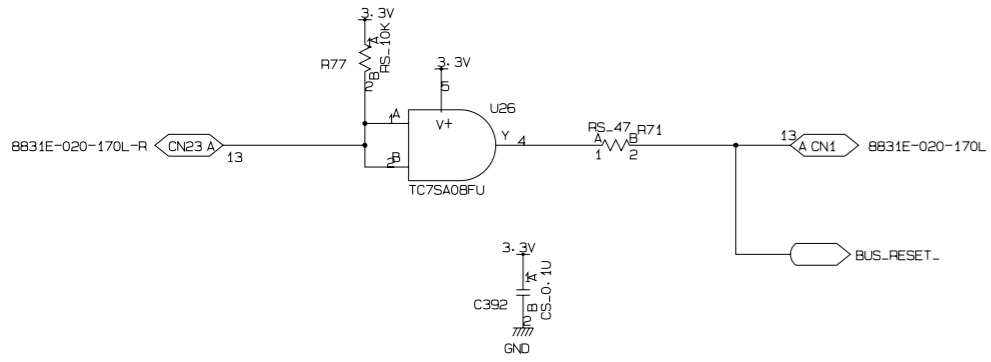 3.3V
A
1
RS_10K
R77
B
2
3.3V
5
U26
1 A
V+
Y 4
RS_47 R71
A B
1 2
8831E-020-170L-R CN23 A
13
2 B
TC7SA08FU
13
A CN1 8831E-020-170L
BUS_RESET_
3.3V
A
1
CS_0.1U
C392
B
2
GND